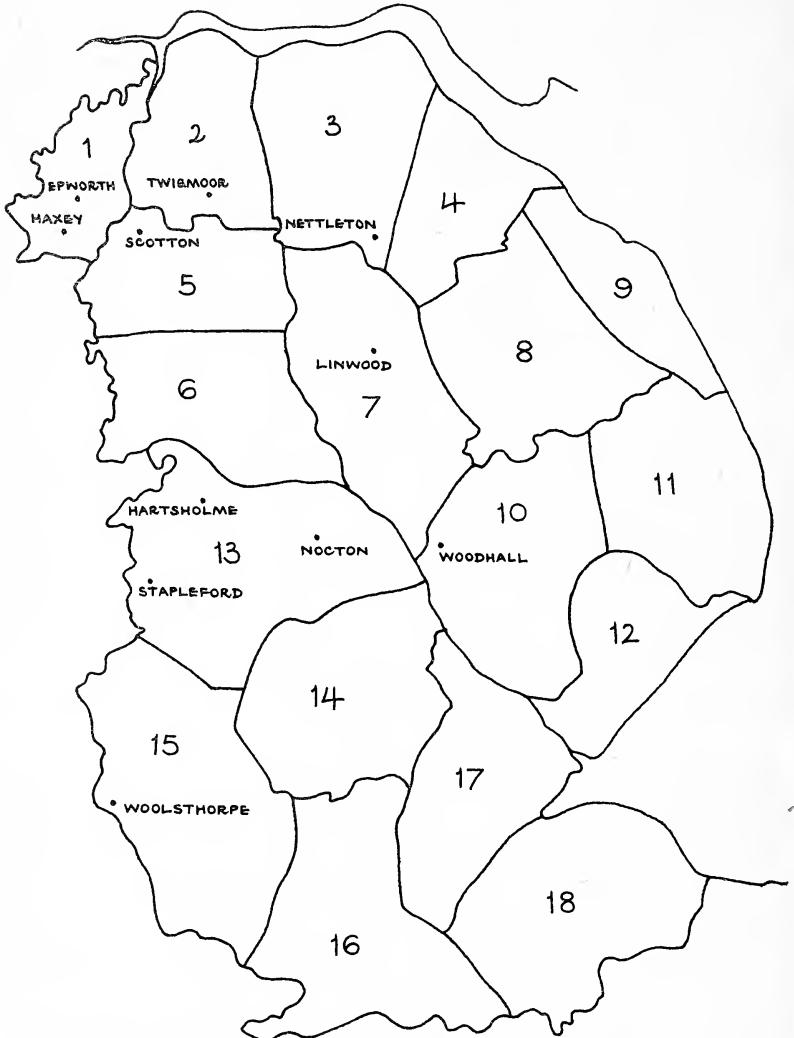 1
2
3
EPWORTH
TWIGMOOR
HAXEY
4
NETTLETON
SCOTTON
5
9
8
LINWOOD
6
7
11
HARTSHOLME
10
13
NOCTON
WOODHALL
STAPLEFORD
12
14
15
17
WOOLSTHORPE
18
16